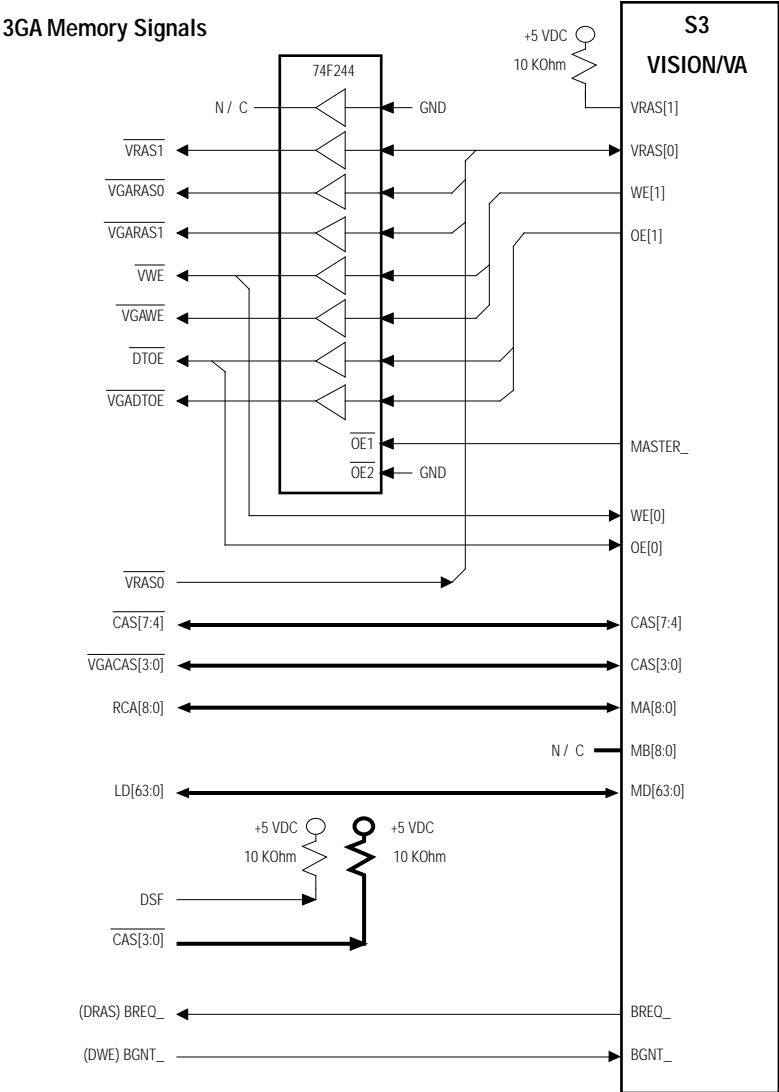 3GA Memory Signals
S3
VISION/VA
+5 VDC
10 KOhm
74F244
N / C
GND
VRAS[1]
VRAS1
VRAS[0]
VGARAS0
WE[1]
VGARAS1
OE[1]
VWE
VGAWE
DTOE
VGADTOE
OE1
MASTER_
OE2
GND
WE[0]
OE[0]
VRAS0
CAS[7:4]
CAS[7:4]
VGACAS[3:0]
CAS[3:0]
RCA[8:0]
MA[8:0]
N / C
MB[8:0]
LD[63:0]
MD[63:0]
+5 VDC
+5 VDC
10 KOhm
10 KOhm
DSF
CAS[3:0]
(DRAS) BREQ_
BREQ_
(DWE) BGNT_
BGNT_